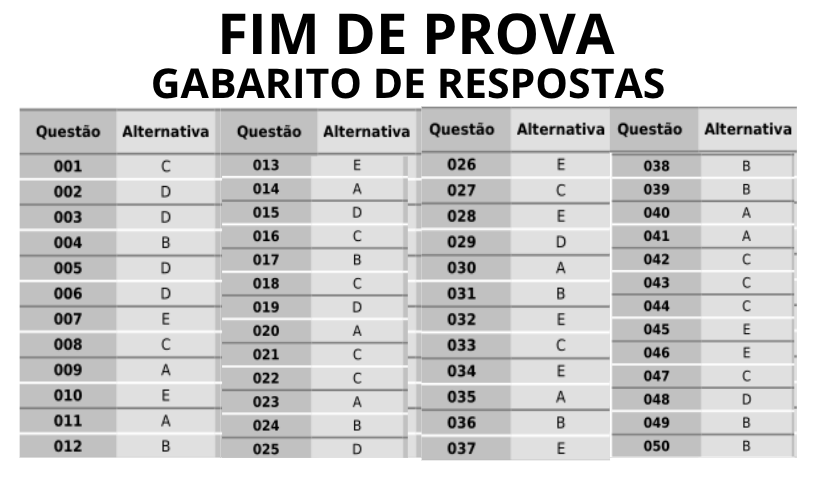 FIM DE PROVA
GABARITO DE RESPOSTAS
Questão Alternativa
001 C
002 D
003 D
004 B
005 D
006 D
007 E
008 C
009 A
010 E
011 A
012 B
Questão Alternativa
013 E
014 A
015 D
016 C
017 B
018 C
019 D
020 A
021 C
022 C
023 A
024 B
025 D
Questão Alternativa
026 E
027 C
028 E
029 D
030 A
031 B
032 E
033 C
034 E
035 A
036 B
037 E
Questão Alternativa
038 B
039 B
040 A
041 A
042 C
043 C
044 C
045 E
046 E
047 C
048 D
049 B
050 B